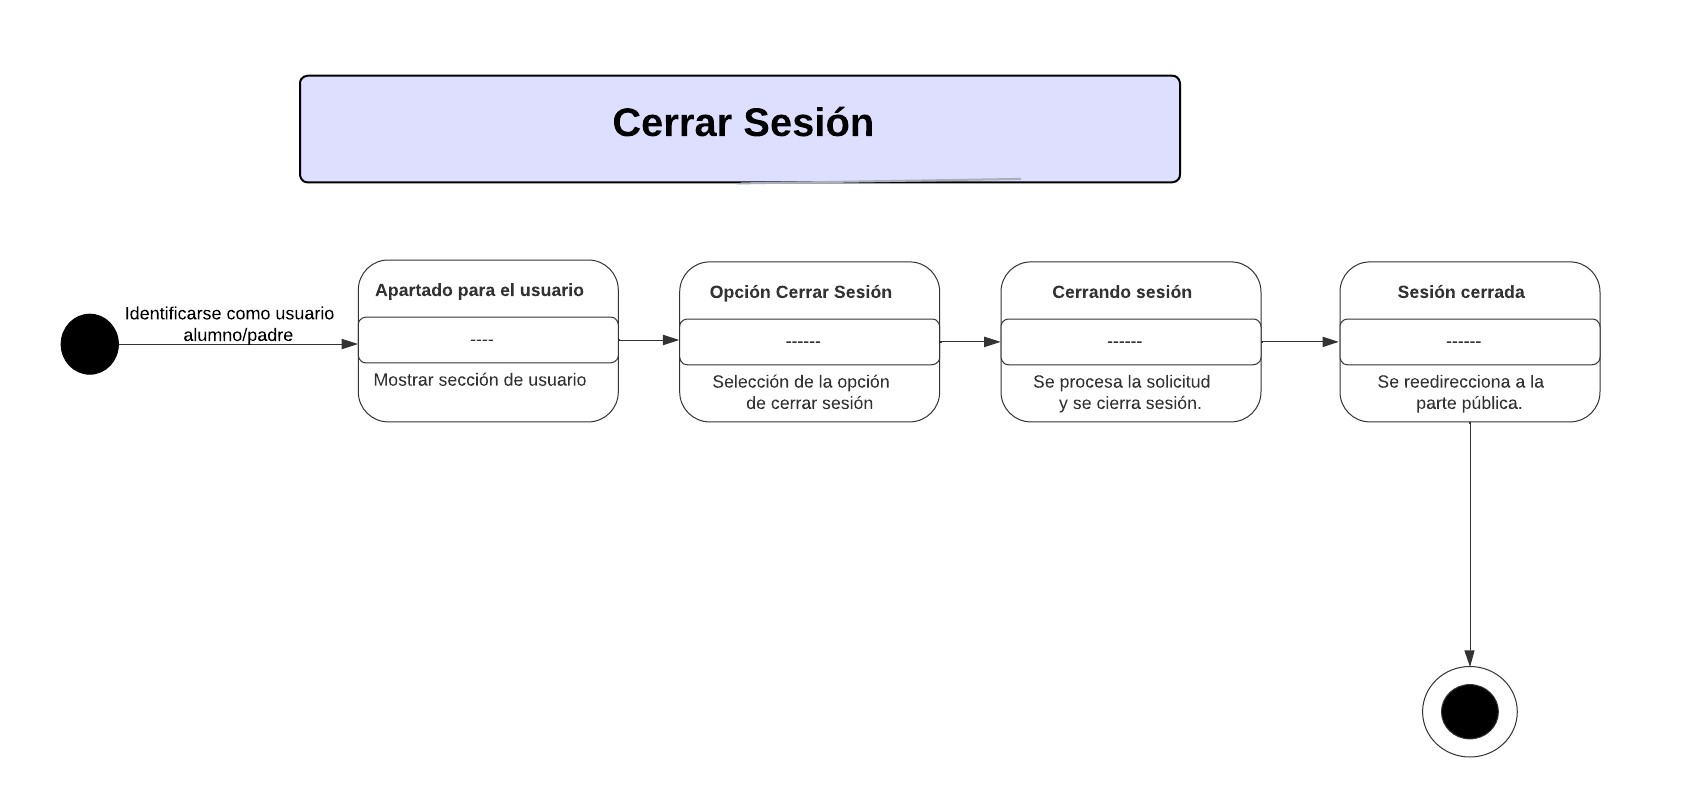 Cerrar Sesión
Identificarse como usuario
alumno/padre
Apartado para el usuario
----
Mostrar sección de usuario
Opción Cerrar Sesión
------
Selección de la opción
de cerrar sesión
Cerrando sesión
------
Se procesa la solicitud
y se cierra sesión.
Sesión cerrada
------
Se reedirecciona a la
parte pública.